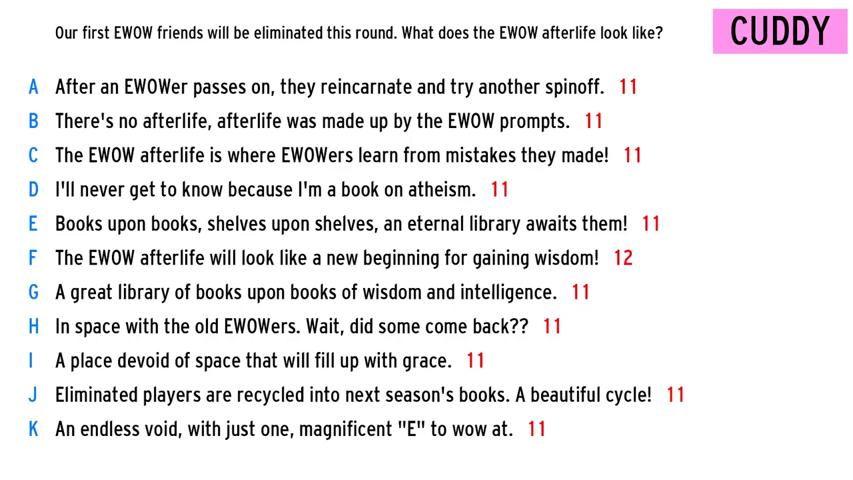 Our first EWOW friends will be eliminated this round. What does the EWOW afterlife look like?
CUDDY
A After an EWOWer passes on, they reincarnate and try another spinoff. 11
B There's no afterlife, afterlife was made up by the EWOW prompts. 11
C The EWOW afterlife is where EWOWers learn from mistakes they made! 11
D I'll never get to know because I'm a book on atheism. 11
E Books upon books, shelves upon shelves, an eternal library awaits them! 11
F The EWOW afterlife will look like a new beginning for gaining wisdom! 12
G A great library of books upon books of wisdom and intelligence. 11
H In space with the old EWOWers. Wait, did some come back?? 11
I A place devoid of space that will fill up with grace. 11
J Eliminated players are recycled into next season's books. A beautiful cycle! 11
K An endless void, with just one, magnificent "E" to wow at. 11